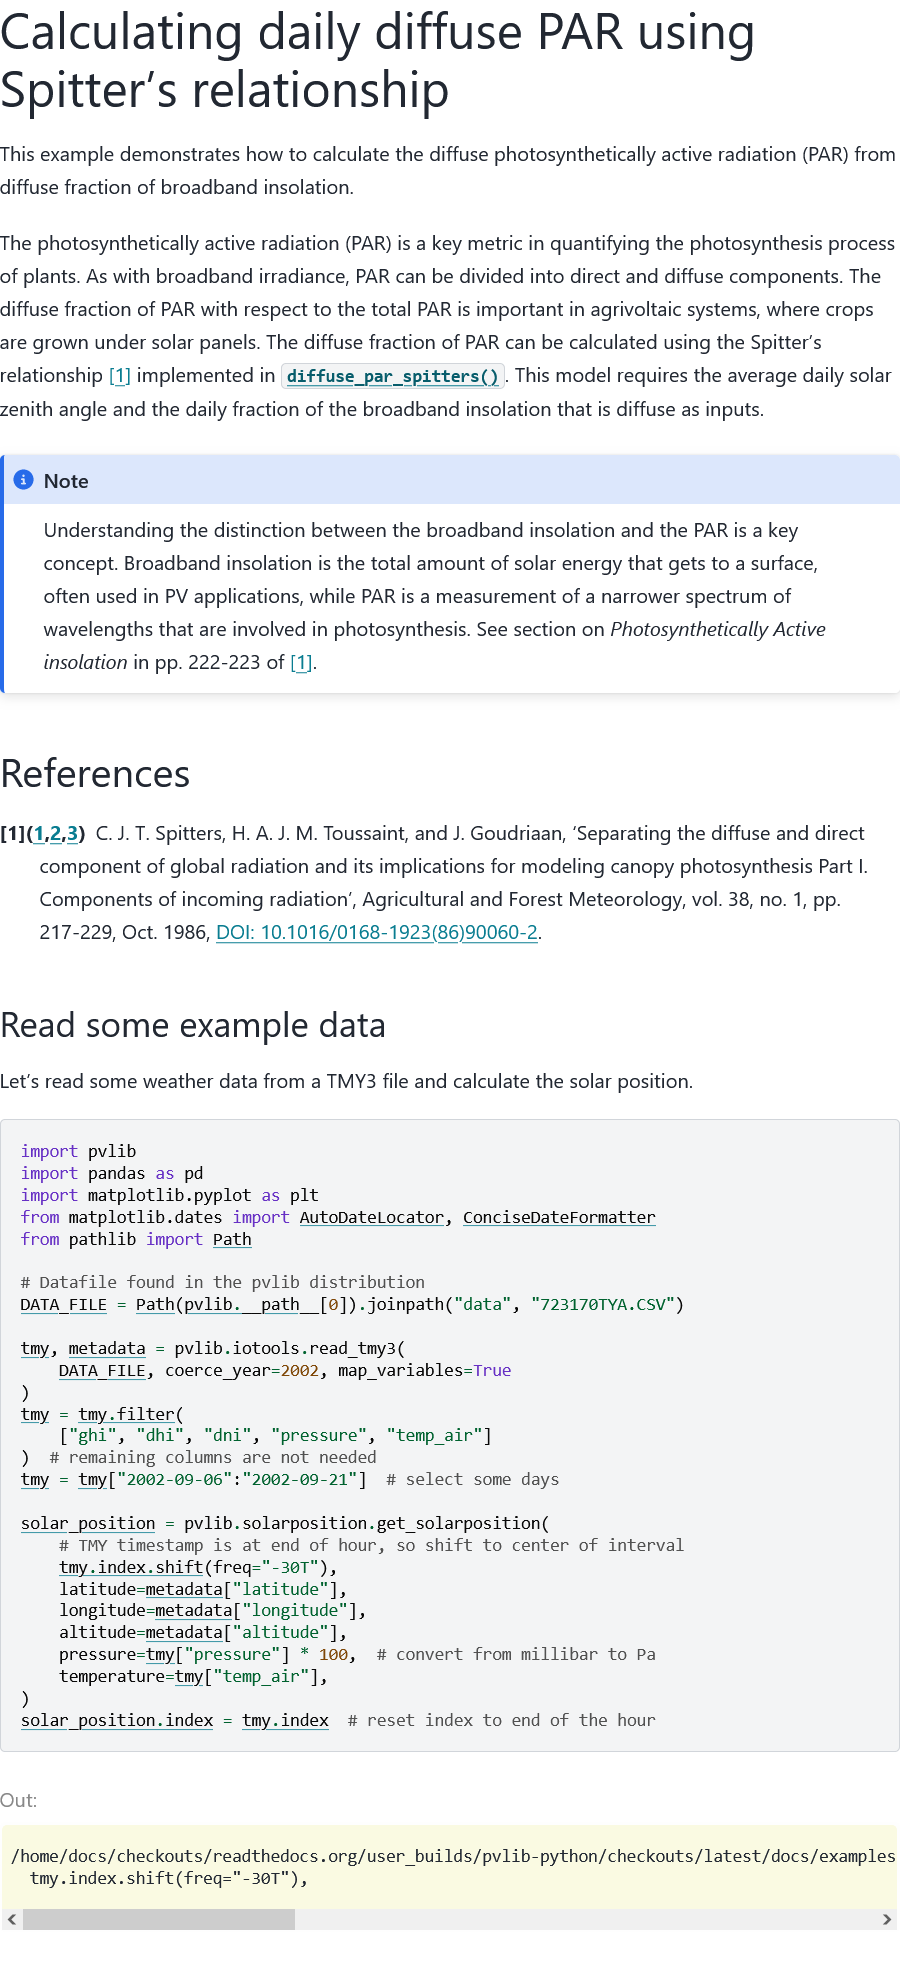 Calculating daily diffuse PAR using
Spitter’s relationship
This example demonstrates how to calculate the diffuse photosynthetically active radiation (PAR) from
diffuse fraction of broadband insolation.
The photosynthetically active radiation (PAR) is a key metric in quantifying the photosynthesis process
of plants. As with broadband irradiance, PAR can be divided into direct and diffuse components. The
diffuse fraction of PAR with respect to the total PAR is important in agrivoltaic systems, where crops
are grown under solar panels. The diffuse fraction of PAR can be calculated using the Spitter’s
relationship [1] implemented in diffuse_par_spitters(). This model requires the average daily solar
zenith angle and the daily fraction of the broadband insolation that is diffuse as inputs.
Note
Understanding the distinction between the broadband insolation and the PAR is a key
concept. Broadband insolation is the total amount of solar energy that gets to a surface,
often used in PV applications, while PAR is a measurement of a narrower spectrum of
wavelengths that are involved in photosynthesis. See section on Photosynthetically Active
insolation in pp. 222-223 of [1].
References
[1](1,2,3) C. J. T. Spitters, H. A. J. M. Toussaint, and J. Goudriaan, ‘Separating the diffuse and direct
component of global radiation and its implications for modeling canopy photosynthesis Part I.
Components of incoming radiation’, Agricultural and Forest Meteorology, vol. 38, no. 1, pp.
217-229, Oct. 1986, DOI: 10.1016/0168-1923(86)90060-2.
Read some example data
Let’s read some weather data from a TMY3 file and calculate the solar position.
import pvlib
import pandas as pd
import matplotlib.pyplot as plt
from matplotlib.dates import AutoDateLocator, ConciseDateFormatter
from pathlib import Path
# Datafile found in the pvlib distribution
DATA_FILE = Path(pvlib.__path__[0]).joinpath("data", "723170TYA.CSV")
tmy, metadata = pvlib.iotools.read_tmy3(
    DATA_FILE, coerce_year=2002, map_variables=True
)
tmy = tmy.filter(
    ["ghi", "dhi", "dni", "pressure", "temp_air"]
)  # remaining columns are not needed
tmy = tmy["2002-09-06":"2002-09-21"]  # select some days
solar_position = pvlib.solarposition.get_solarposition(
    # TMY timestamp is at end of hour, so shift to center of interval
    tmy.index.shift(freq="-30T"),
    latitude=metadata["latitude"],
    longitude=metadata["longitude"],
    altitude=metadata["altitude"],
    pressure=tmy["pressure"] * 100,  # convert from millibar to Pa
    temperature=tmy["temp_air"],
)
solar_position.index = tmy.index  # reset index to end of the hour
Out:
/home/docs/checkouts/readthedocs.org/user_builds/pvlib-python/checkouts/latest/docs/examples
  tmy.index.shift(freq="-30T"),